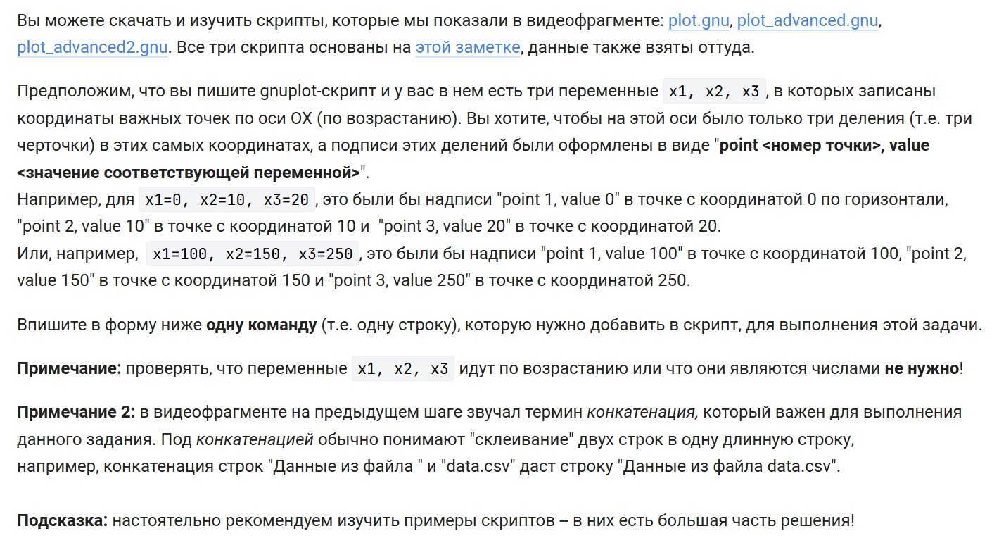 Вы можете скачать и изучить скрипты, которые мы показали в видеофрагменте: plot.gnu, plot_advanced.gnu,
plot_advanced2.gnu. Все три скрипта основаны на этой заметке, данные также взяты оттуда.
Предположим, что вы пишите gnuplot-скрипт и у вас в нем есть три переменные x1, x2, x3, в которых записаны
координаты важных точек по оси OX (по возрастанию). Вы хотите, чтобы на этой оси было только три деления (т.е. три
черточки) в этих самых координатах, а подписи этих делений были оформлены в виде "point <номер точки>, value
<значение соответствующей переменной>".
Например, для x1=0, x2=10, x3=20, это были бы надписи "point 1, value 0" в точке с координатой 0 по горизонтали,
"point 2, value 10" в точке с координатой 10 и "point 3, value 20" в точке с координатой 20.
Или, например, x1=100, x2=150, x3=250, это были бы надписи "point 1, value 100" в точке с координатой 100, "point 2,
value 150" в точке с координатой 150 и "point 3, value 250" в точке с координатой 250.
Впишите в форму ниже одну команду (т.е. одну строку), которую нужно добавить в скрипт, для выполнения этой задачи.
Примечание: проверять, что переменные x1, x2, x3 идут по возрастанию или что они являются числами не нужно!
Примечание 2: в видеофрагменте на предыдущем шаге звучал термин конкатенация, который важен для выполнения
данного задания. Под конкатенацией обычно понимают "склеивание" двух строк в одну длинную строку,
например, конкатенация строк "Данные из файла " и "data.csv" даст строку "Данные из файла data.csv".
Подсказка: настоятельно рекомендуем изучить примеры скриптов -- в них есть большая часть решения!